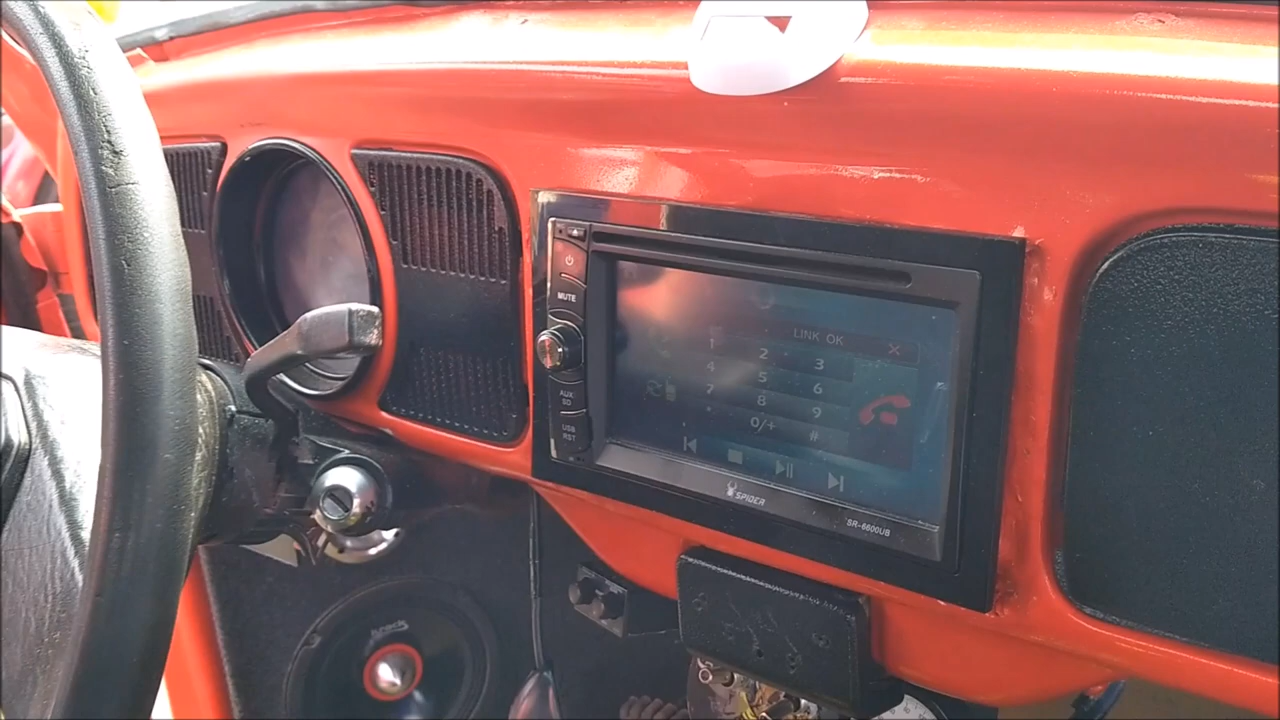 MUTE
AUX
SD
USB
RST
LINK OK
1 2 3
4 5 6
7 8 9
0/+ #
SPIDER
SR-6600UB